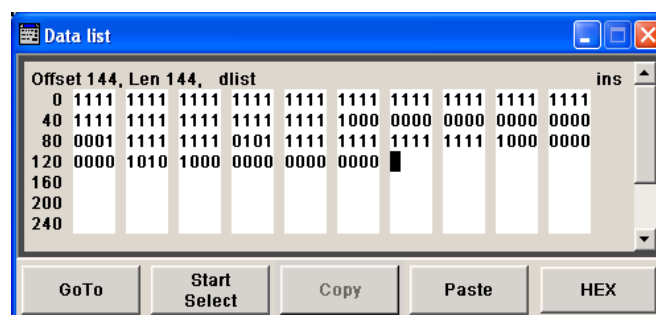 Data list
Offset 144, Len 144, dlist ins
0 1111 1111 1111 1111 1111 1111 1111 1111 1111 1111
40 1111 1111 1111 1111 1111 1000 0000 0000 0000 0000
80 0001 1111 1111 0101 1111 1111 1111 1111 1000 0000
120 0000 1010 1000 0000 0000 0000
160
200
240
GoTo Start Select Copy Paste HEX